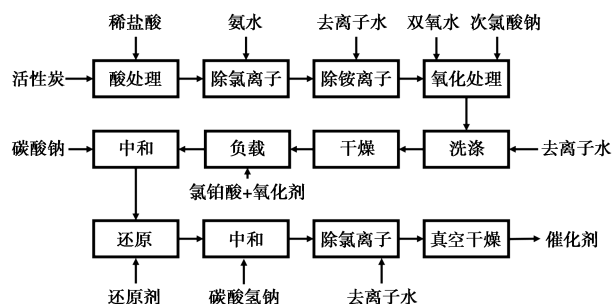 稀盐酸 氨水 去离子水 双氧水 次氯酸钠
活性炭 酸处理 除氯离子 除铵离子 氧化处理
碳酸钠 中和 负载 干燥 洗涤 去离子水
氯铂酸+氧化剂
还原 中和 除氯离子 真空干燥 催化剂
还原剂 碳酸氢钠 去离子水